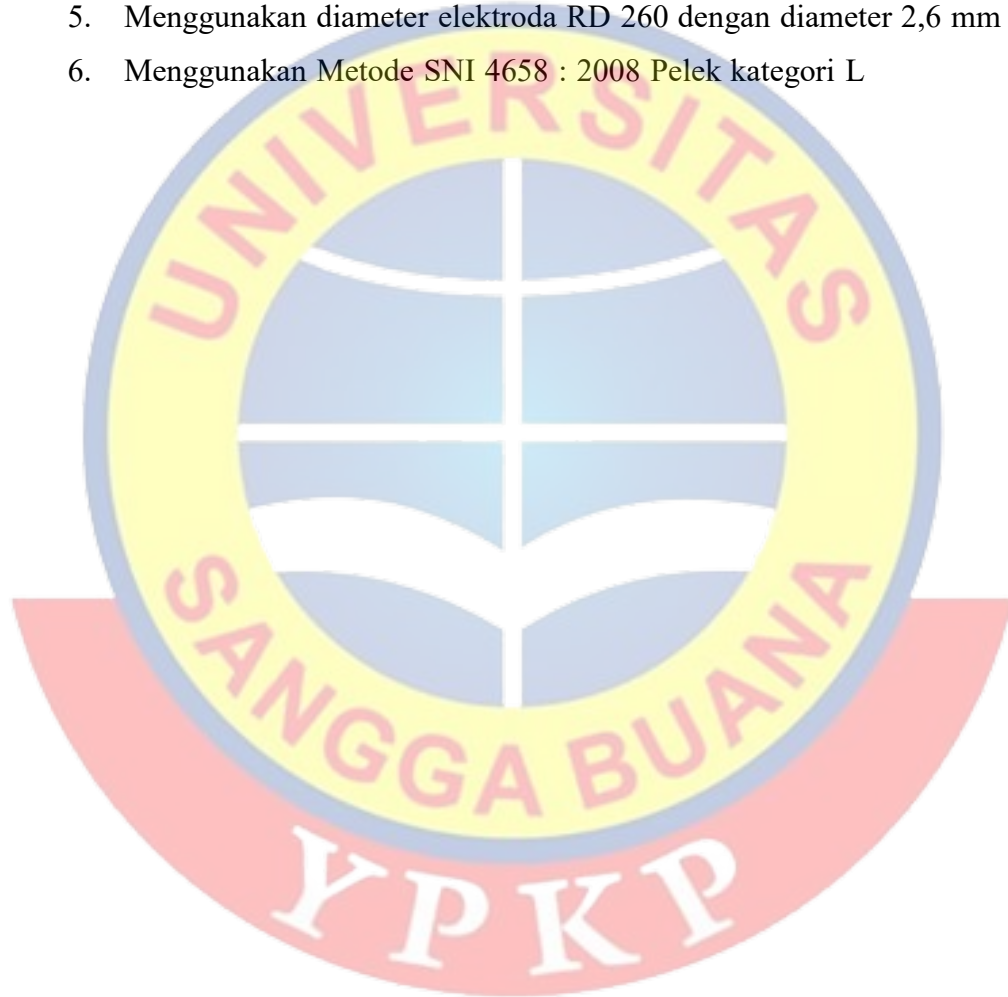 5. Menggunakan diameter elektroda RD 260 dengan diameter 2,6 mm
6. Menggunakan Metode SNI 4658 : 2008 Pelek kategori L
UNIVERSITAS
SANGGA BUANA
YPKP